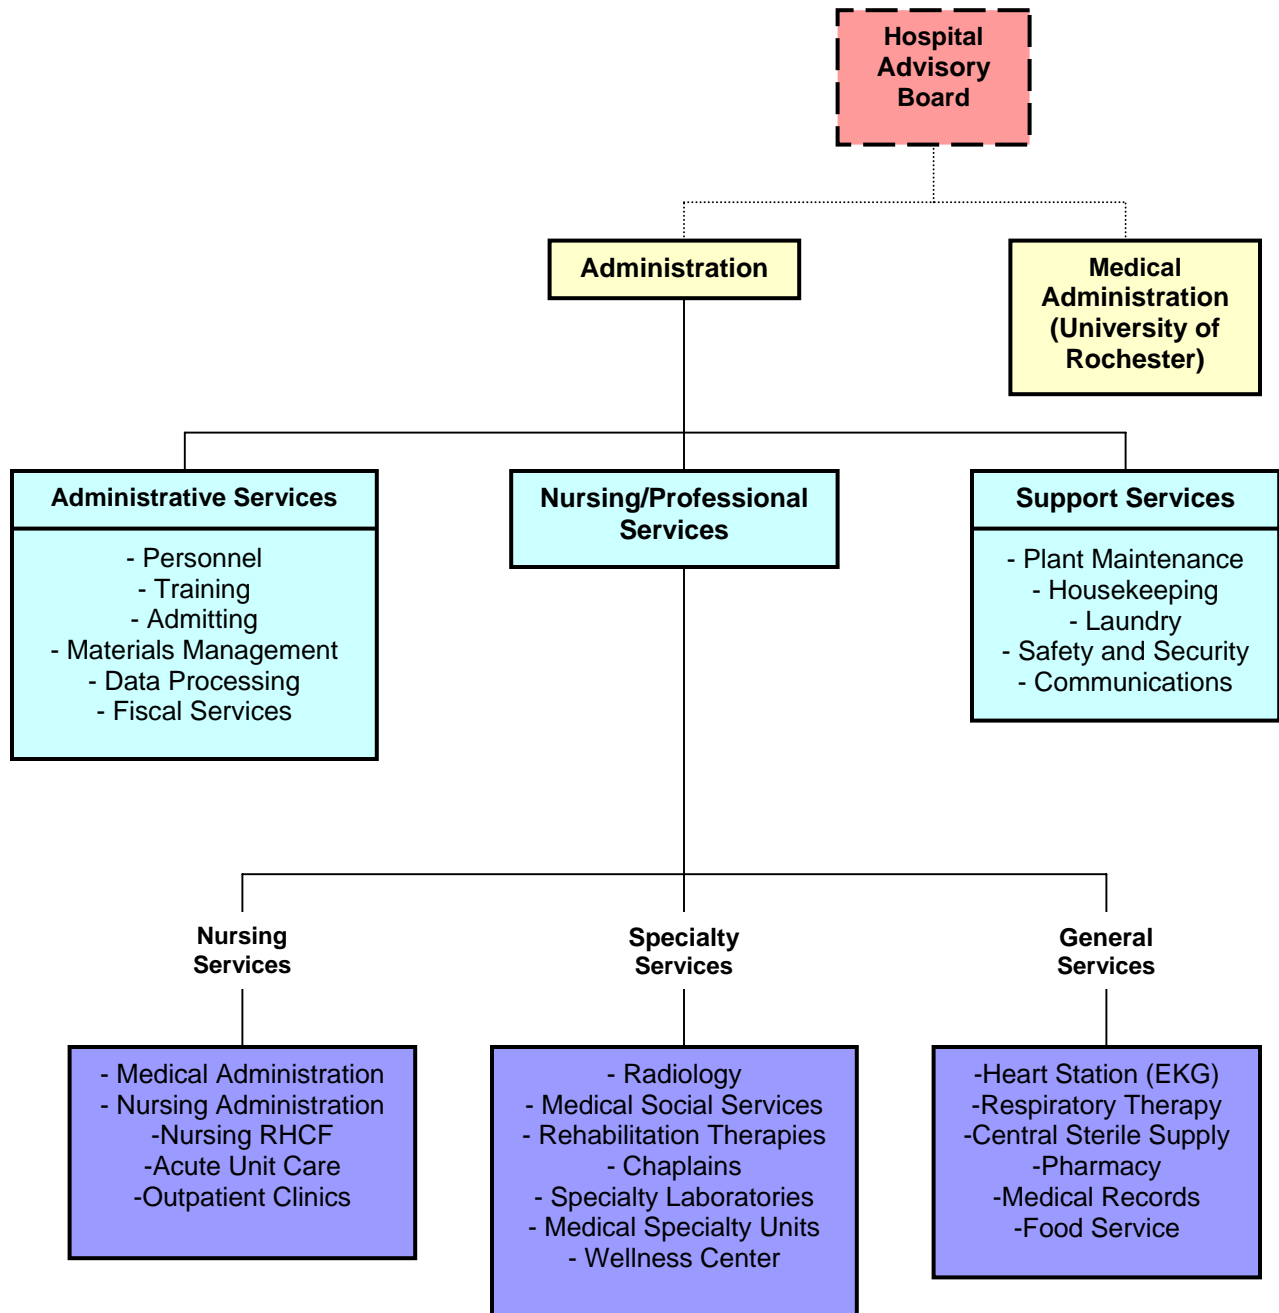 Hospital
Advisory
Board
Administration
Medical
Administration
(University of
Rochester)
Administrative Services
- Personnel
- Training
- Admitting
- Materials Management
- Data Processing
- Fiscal Services
Nursing/Professional
Services
Support Services
- Plant Maintenance
- Housekeeping
- Laundry
- Safety and Security
- Communications
Nursing
Services
- Medical Administration
- Nursing Administration
-Nursing RHCF
-Acute Unit Care
-Outpatient Clinics
Specialty
Services
- Radiology
- Medical Social Services
- Rehabilitation Therapies
- Chaplains
- Specialty Laboratories
- Medical Specialty Units
- Wellness Center
General
Services
-Heart Station (EKG)
-Respiratory Therapy
-Central Sterile Supply
-Pharmacy
-Medical Records
-Food Service